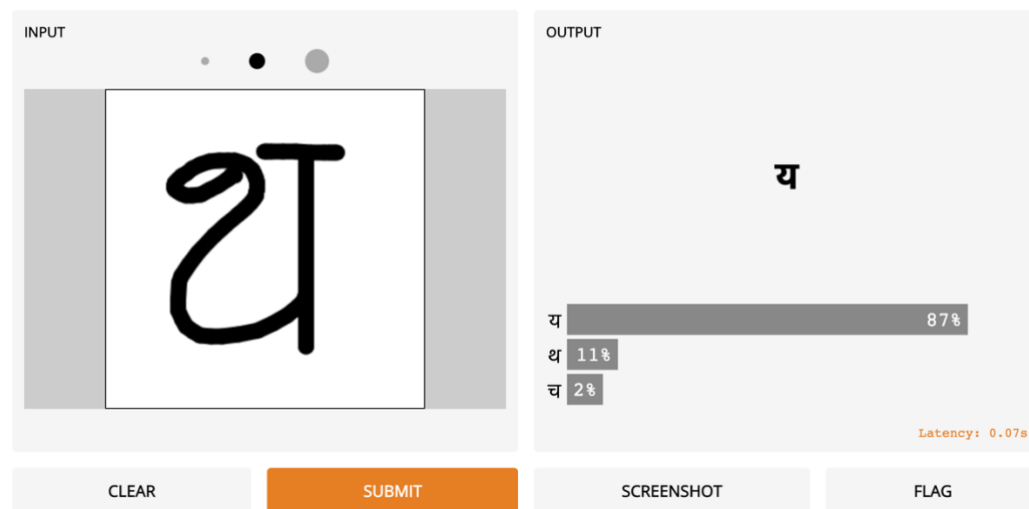 INPUT
OUTPUT
थ
य
य 87%
थ 11%
च 2%
Latency: 0.07s
CLEAR SUBMIT SCREENSHOT FLAG